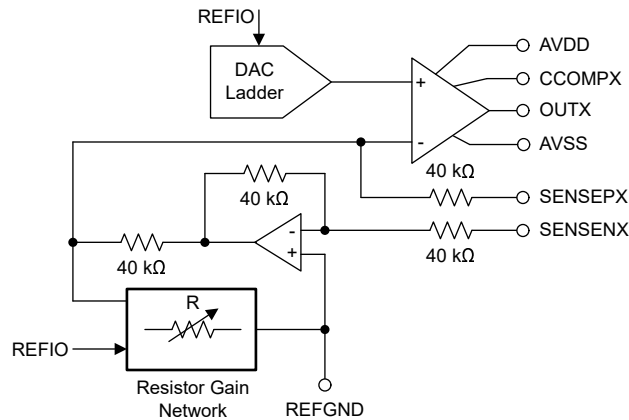 REFIO
DAC
Ladder
+
-
AVDD
CCOMPX
OUTX
AVSS
40 kΩ
SENSEPX
40 kΩ
-
+
SENSENX
40 kΩ
40 kΩ
R
REFIO
Resistor Gain
Network
REFGND